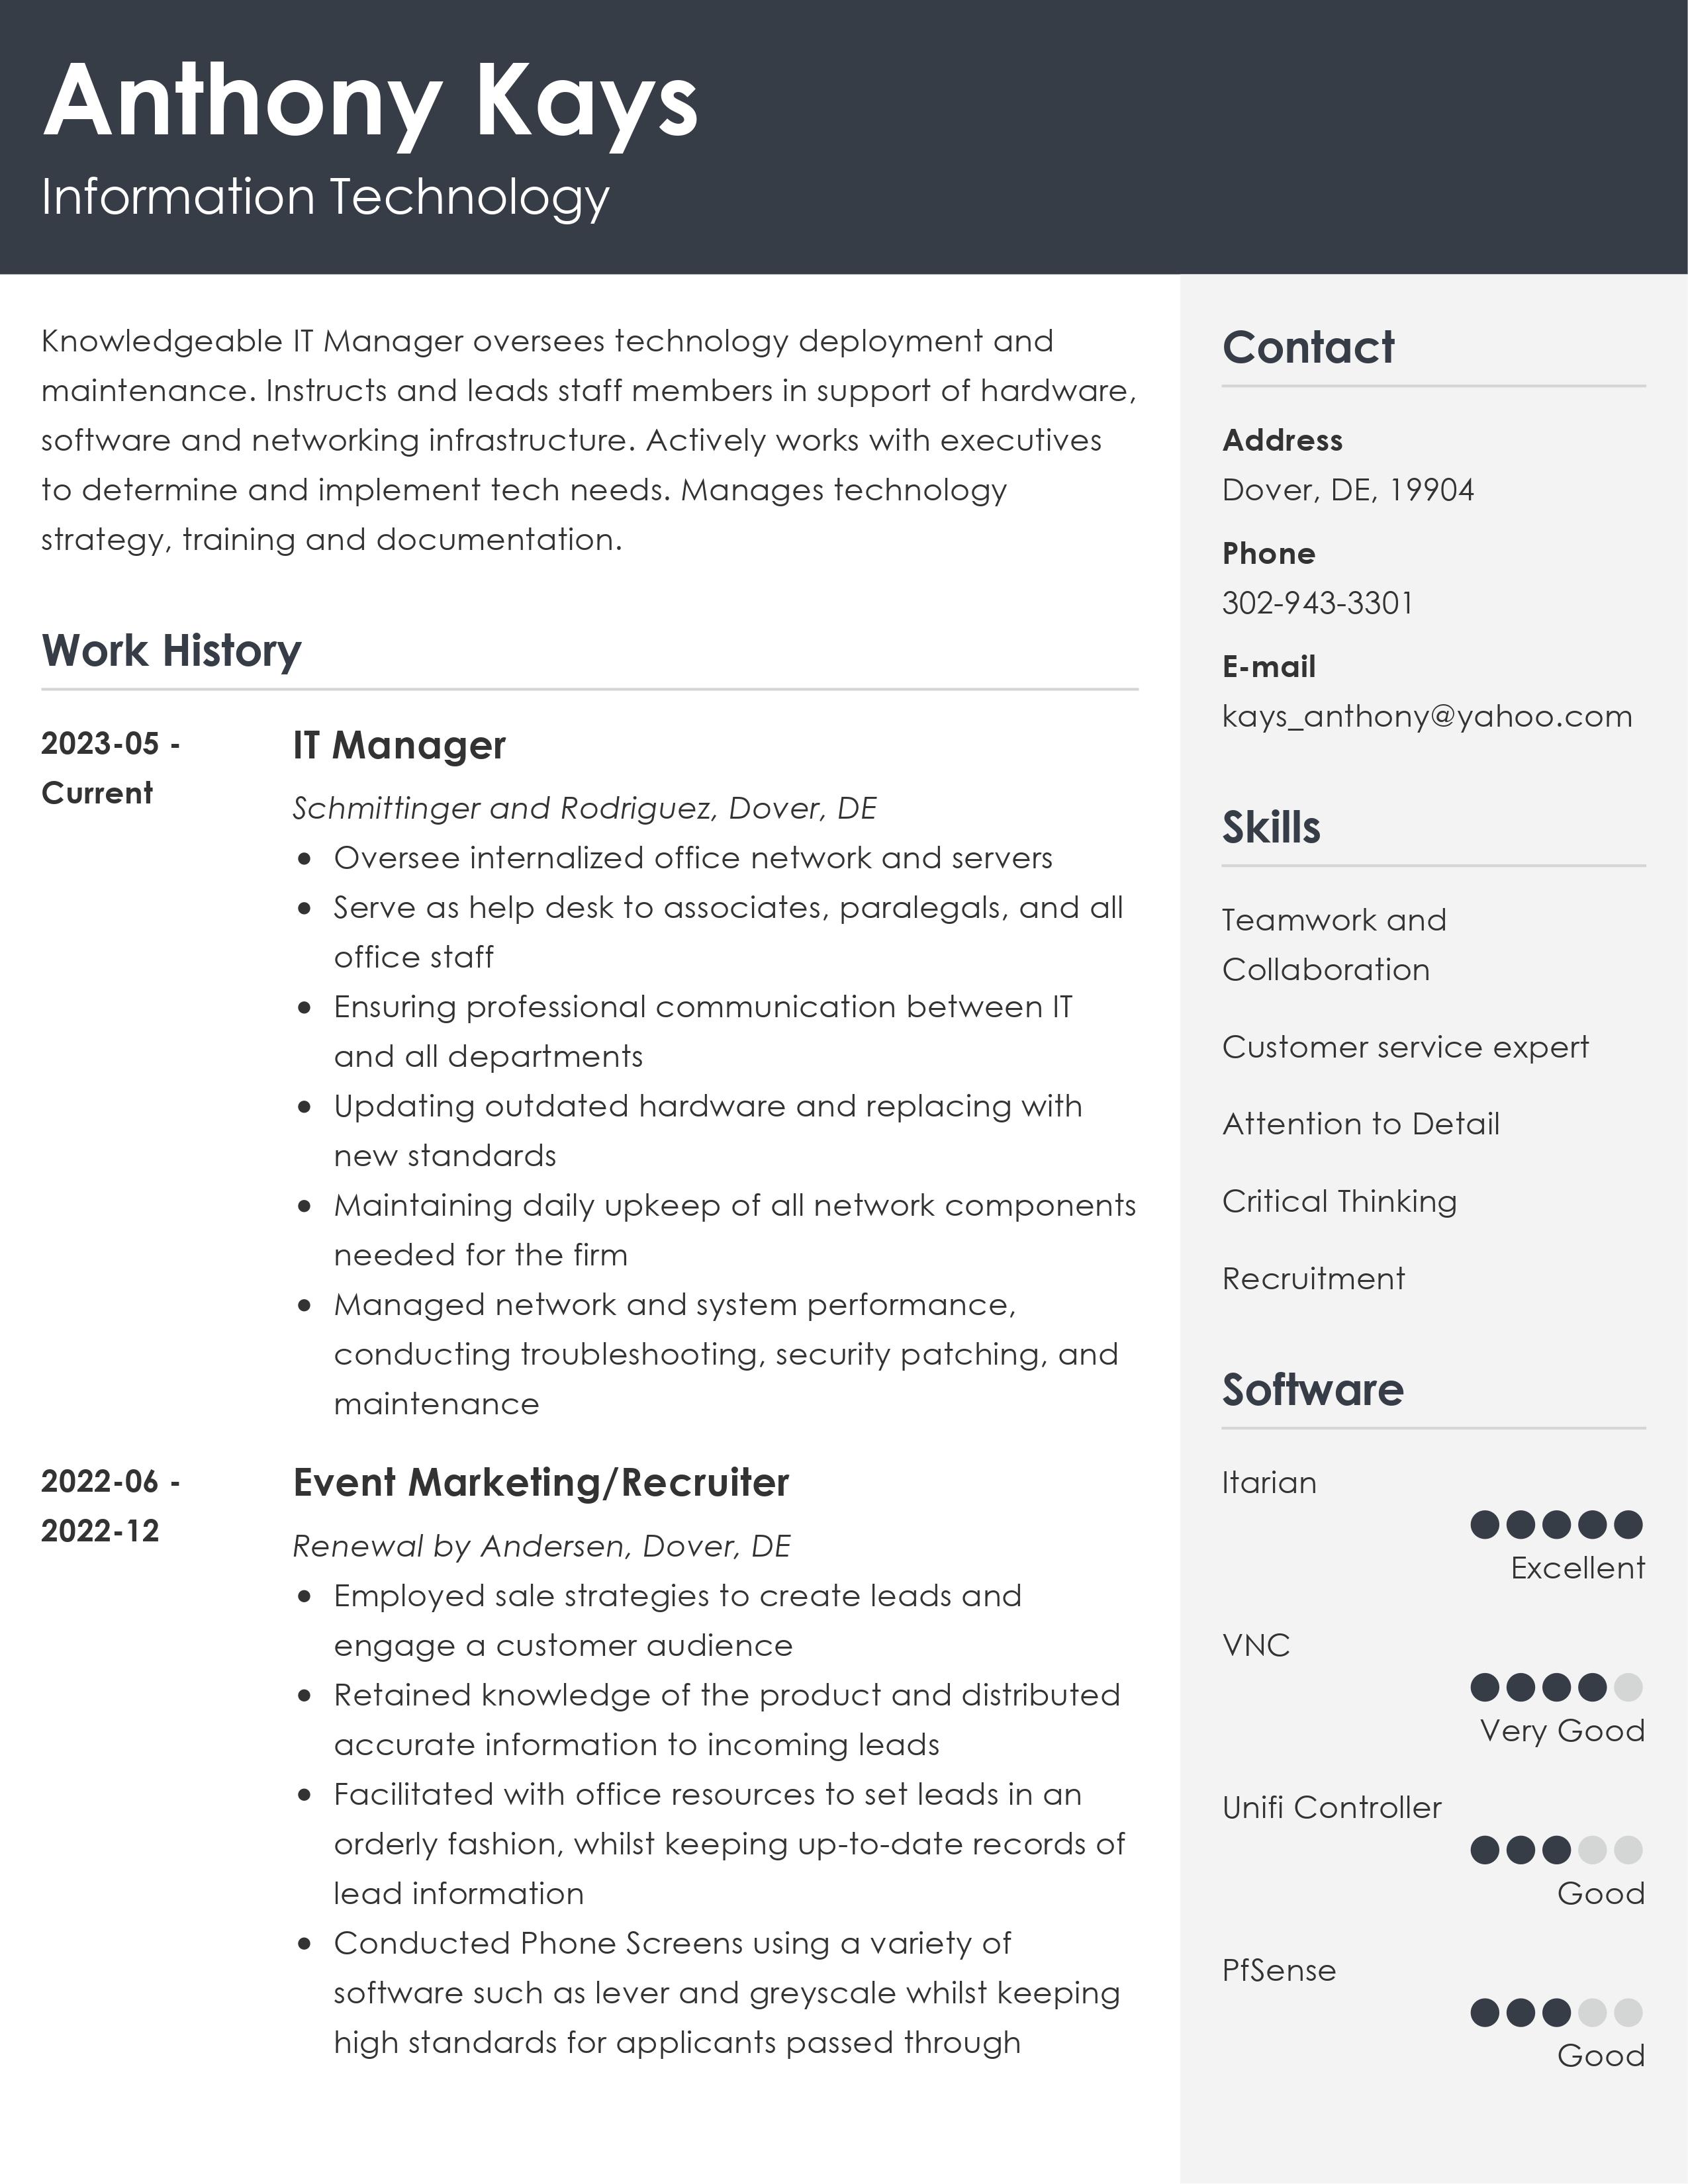 Anthony Kays
Information Technology
Knowledgeable IT Manager oversees technology deployment and
maintenance. Instructs and leads staff members in support of hardware,
software and networking infrastructure. Actively works with executives
to determine and implement tech needs. Manages technology
strategy, training and documentation.
Work History
2023-05 -
Current
IT Manager
Schmittinger and Rodriguez, Dover, DE
● Oversee internalized office network and servers
● Serve as help desk to associates, paralegals, and all
office staff
● Ensuring professional communication between IT
and all departments
● Updating outdated hardware and replacing with
new standards
● Maintaining daily upkeep of all network components
needed for the firm
● Managed network and system performance,
conducting troubleshooting, security patching, and
maintenance
2022-06 -
2022-12
Event Marketing/Recruiter
Renewal by Andersen, Dover, DE
● Employed sale strategies to create leads and
engage a customer audience
● Retained knowledge of the product and distributed
accurate information to incoming leads
● Facilitated with office resources to set leads in an
orderly fashion, whilst keeping up-to-date records of
lead information
● Conducted Phone Screens using a variety of
software such as lever and greyscale whilst keeping
high standards for applicants passed through
Contact
Address
Dover, DE, 19904
Phone
302-943-3301
E-mail
kays_anthony@yahoo.com
Skills
Teamwork and
Collaboration
Customer service expert
Attention to Detail
Critical Thinking
Recruitment
Software
Itarian
Excellent
VNC
Very Good
Unifi Controller
Good
PfSense
Good